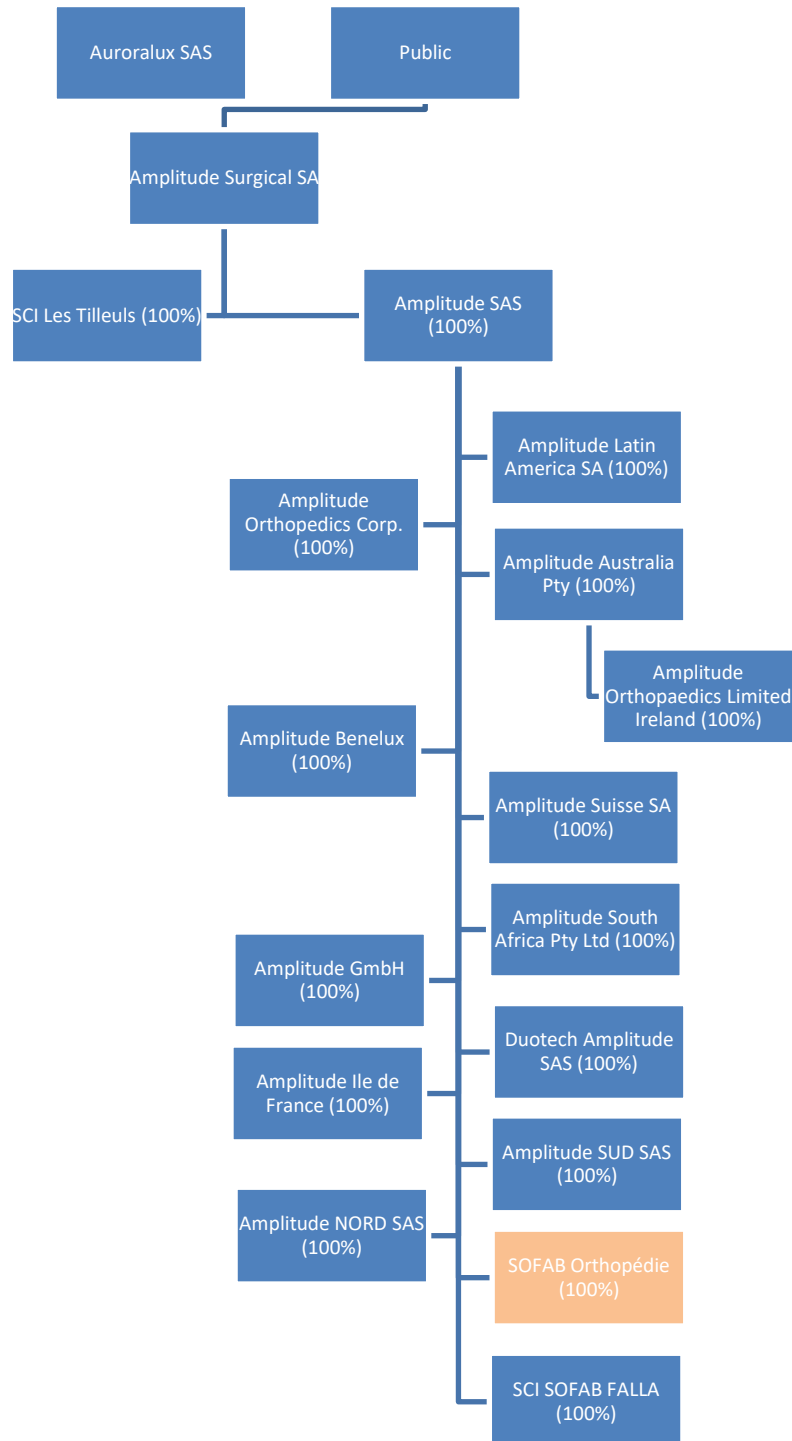 Auroralux SAS
Public
Amplitude Surgical SA
SCI Les Tilleuls (100%)
Amplitude SAS
(100%)
Amplitude Latin
America SA (100%)
Amplitude
Orthopedics Corp.
(100%)
Amplitude Australia
Pty (100%)
Amplitude
Orthopaedics Limited
Ireland (100%)
Amplitude Benelux
(100%)
Amplitude Suisse SA
(100%)
Amplitude South
Africa Pty Ltd (100%)
Amplitude GmbH
(100%)
Duotech Amplitude
SAS (100%)
Amplitude Ile de
France (100%)
Amplitude SUD SAS
(100%)
Amplitude NORD SAS
(100%)
SOFAB Orthopédie
(100%)
SCI SOFAB FALLA
(100%)